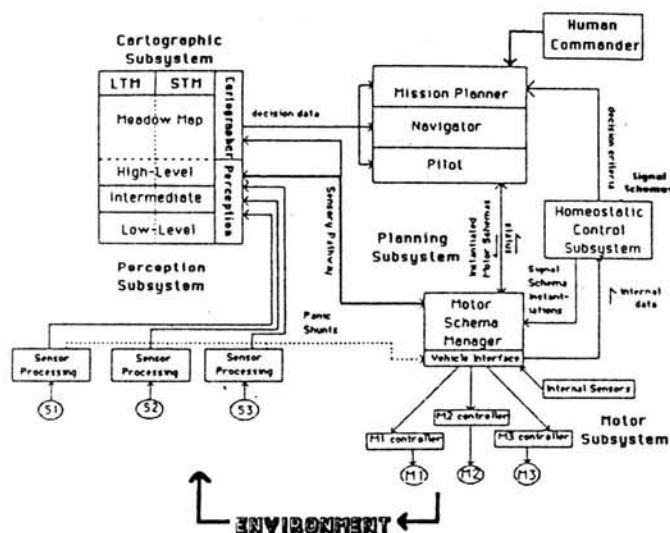 Cartographic
Subsystem
LTM
STM
Meadow Map
Cartographer
High-Level
Intermediate
Low-Level
Perception
Perception
Subsystem
decision data
Human
Commander
Mission Planner
Navigator
Pilot
decision criteria
Signal
Schemas
Homeostatic
Control
Subsystem
Planning
Subsystem
Instantiated
Motor Schemas
status
Sensory
Pathway
Signal
Schema
Instant-
iations
Internal
data
Motor
Schema
Manager
Vehicle Interface
Panic
Shunts
Sensor
Processing
Sensor
Processing
Sensor
Processing
S1
S2
S3
Internal Sensors
M1 controller
M2 controller
M3 controller
Motor
Subsystem
M1
M2
M3
ENVIRONMENT